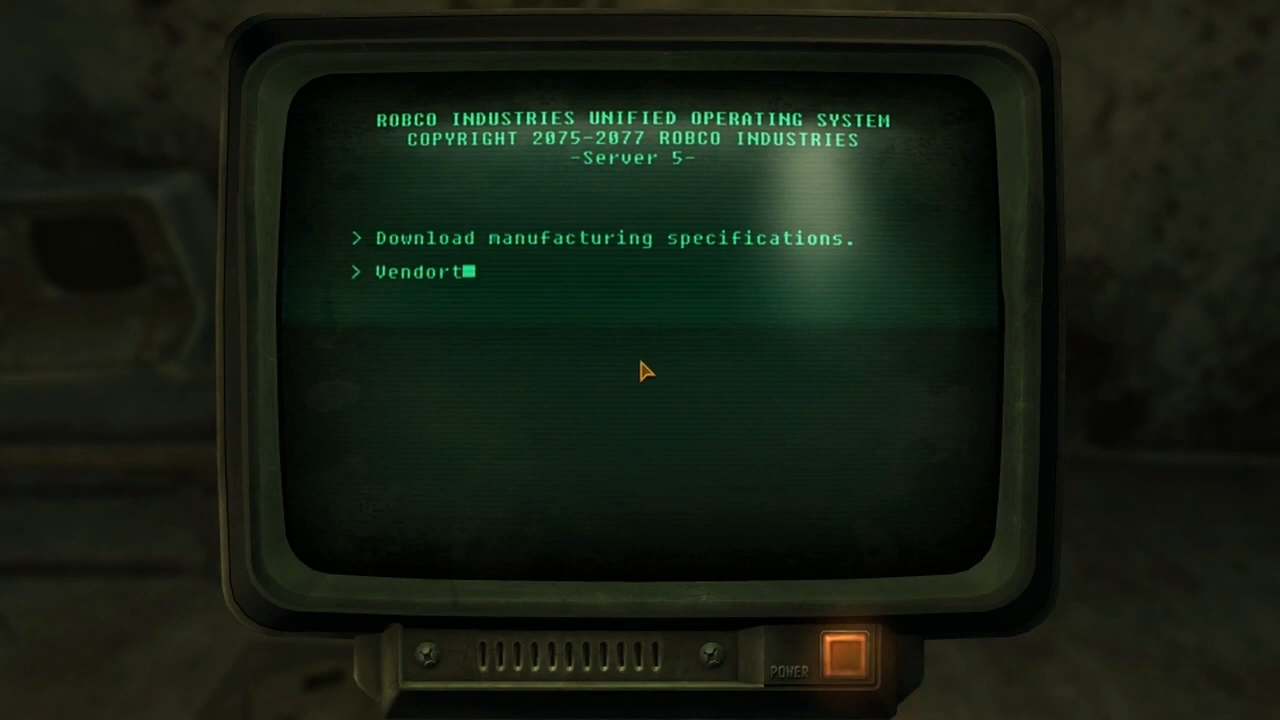 ROBCO INDUSTRIES UNIFIED OPERATING SYSTEM
COPYRIGHT 2075-2077 ROBCO INDUSTRIES
-Server 5-
> Download manufacturing specifications.
> Vendort
POWER